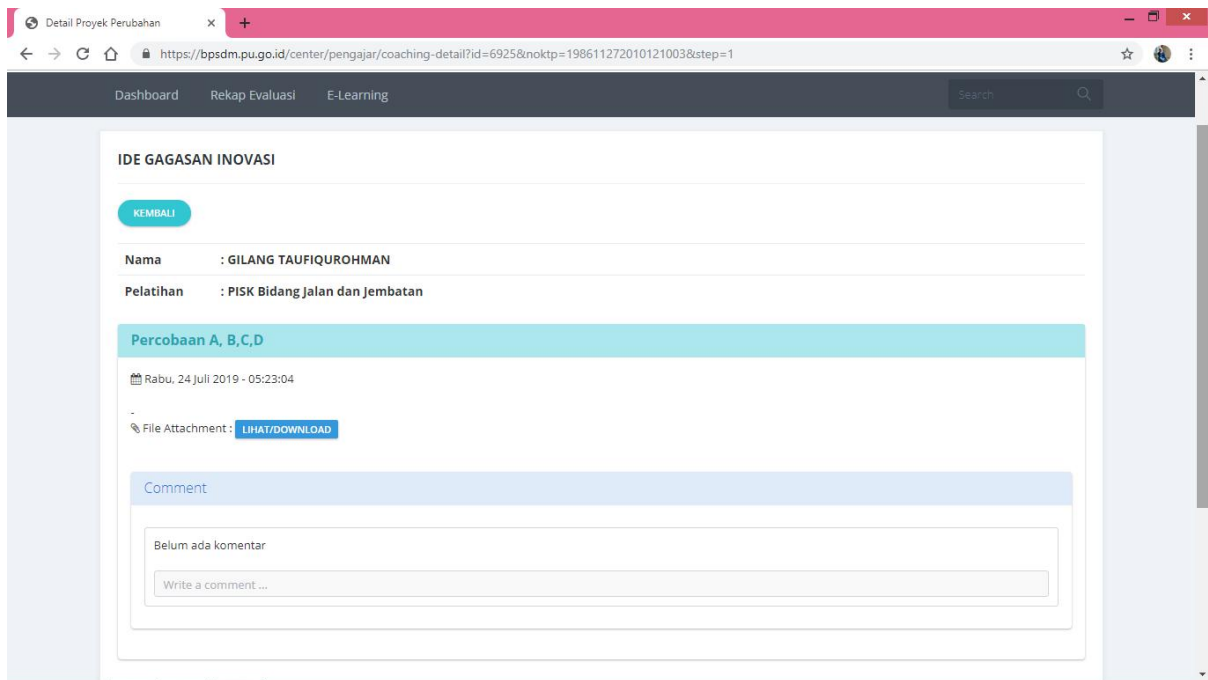 Detail Proyek Perubahan
https://bpsdm.pu.go.id/center/pengajar/coaching-detail?id=6925&noktp=198611272010121003&step=1
Dashboard Rekap Evaluasi E-Learning Search
IDE GAGASAN INOVASI
KEMBALI
Nama : GILANG TAUFIQUROHMAN
Pelatihan : PISK Bidang Jalan dan Jembatan
Percobaan A, B,C,D
Rabu, 24 Juli 2019 - 05:23:04
-
File Attachment : LIHAT/DOWNLOAD
Comment
Belum ada komentar
Write a comment ...